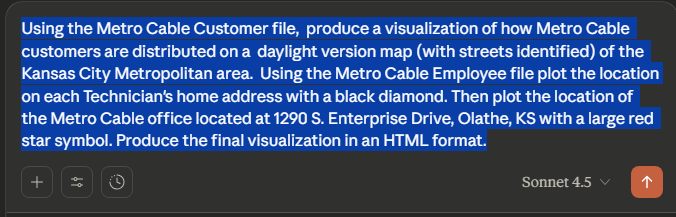 Using the Metro Cable Customer file,  produce a visualization of how Metro Cable
customers are distributed on a  daylight version map (with streets identified) of the
Kansas City Metropolitan area.  Using the Metro Cable Employee file plot the location
on each Technician's home address with a black diamond. Then plot the location of
the Metro Cable office located at 1290 S. Enterprise Drive, Olathe, KS with a large red
star symbol. Produce the final visualization in an HTML format.
Sonnet 4.5